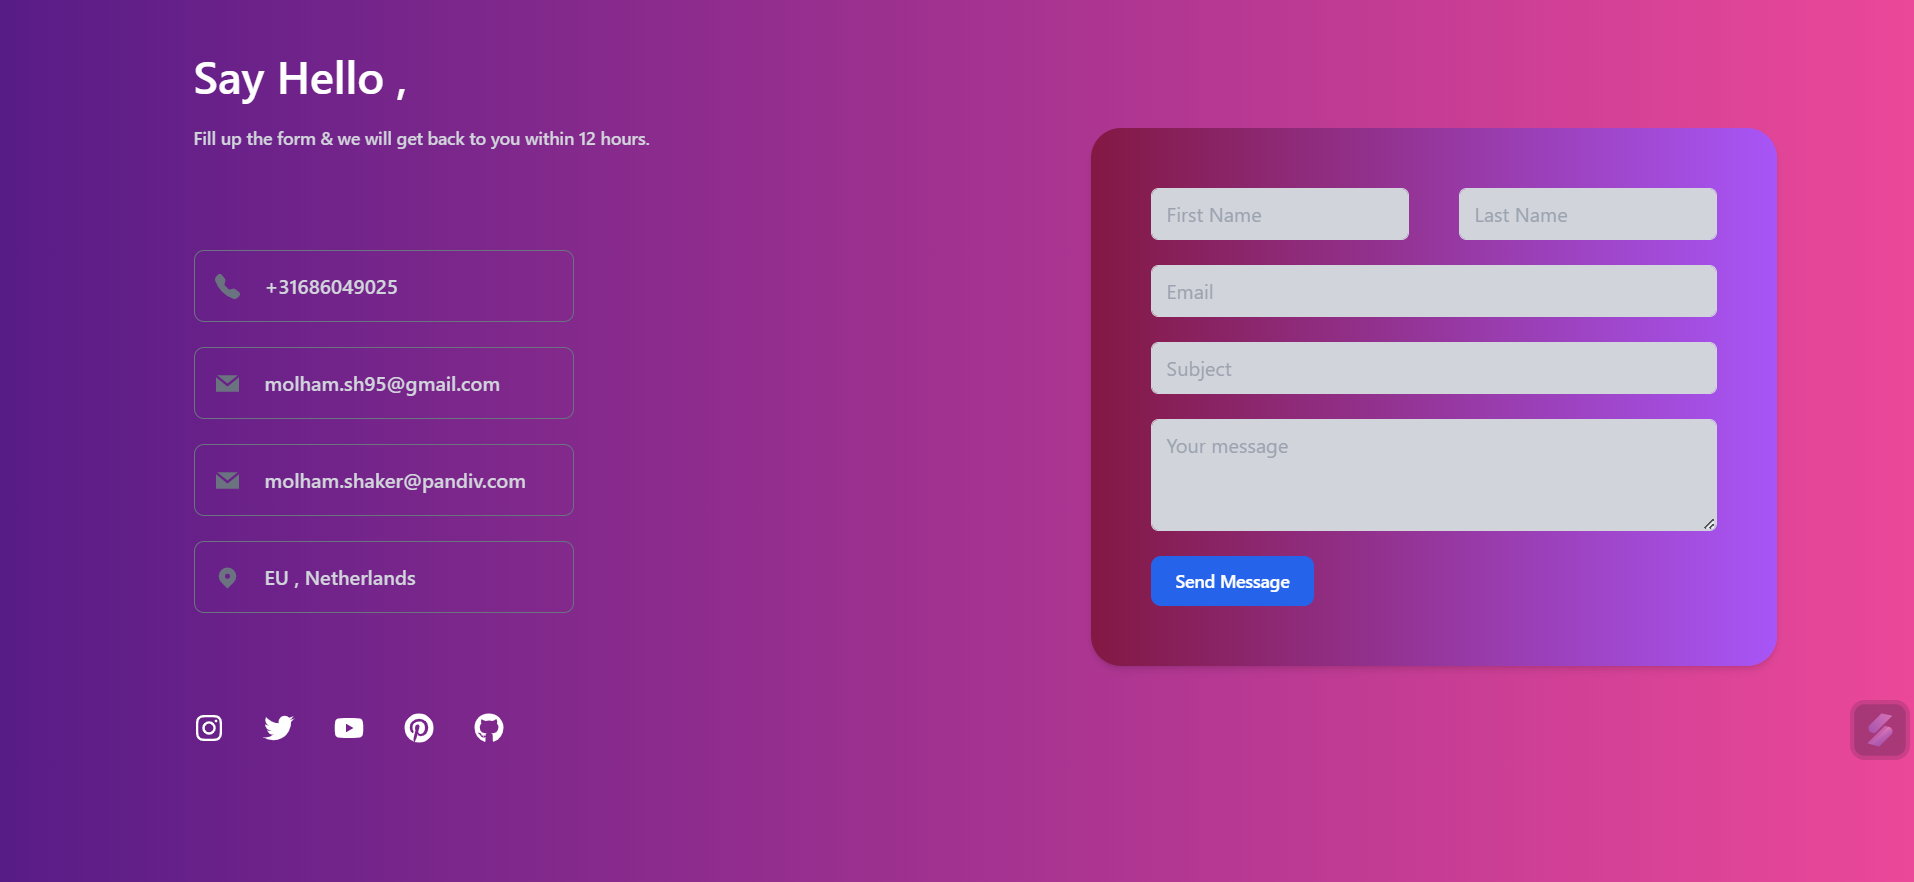 Say Hello ,
Fill up the form & we will get back to you within 12 hours.
+31686049025
molham.sh95@gmail.com
molham.shaker@pandiv.com
EU , Netherlands
First Name
Last Name
Email
Subject
Your message
Send Message